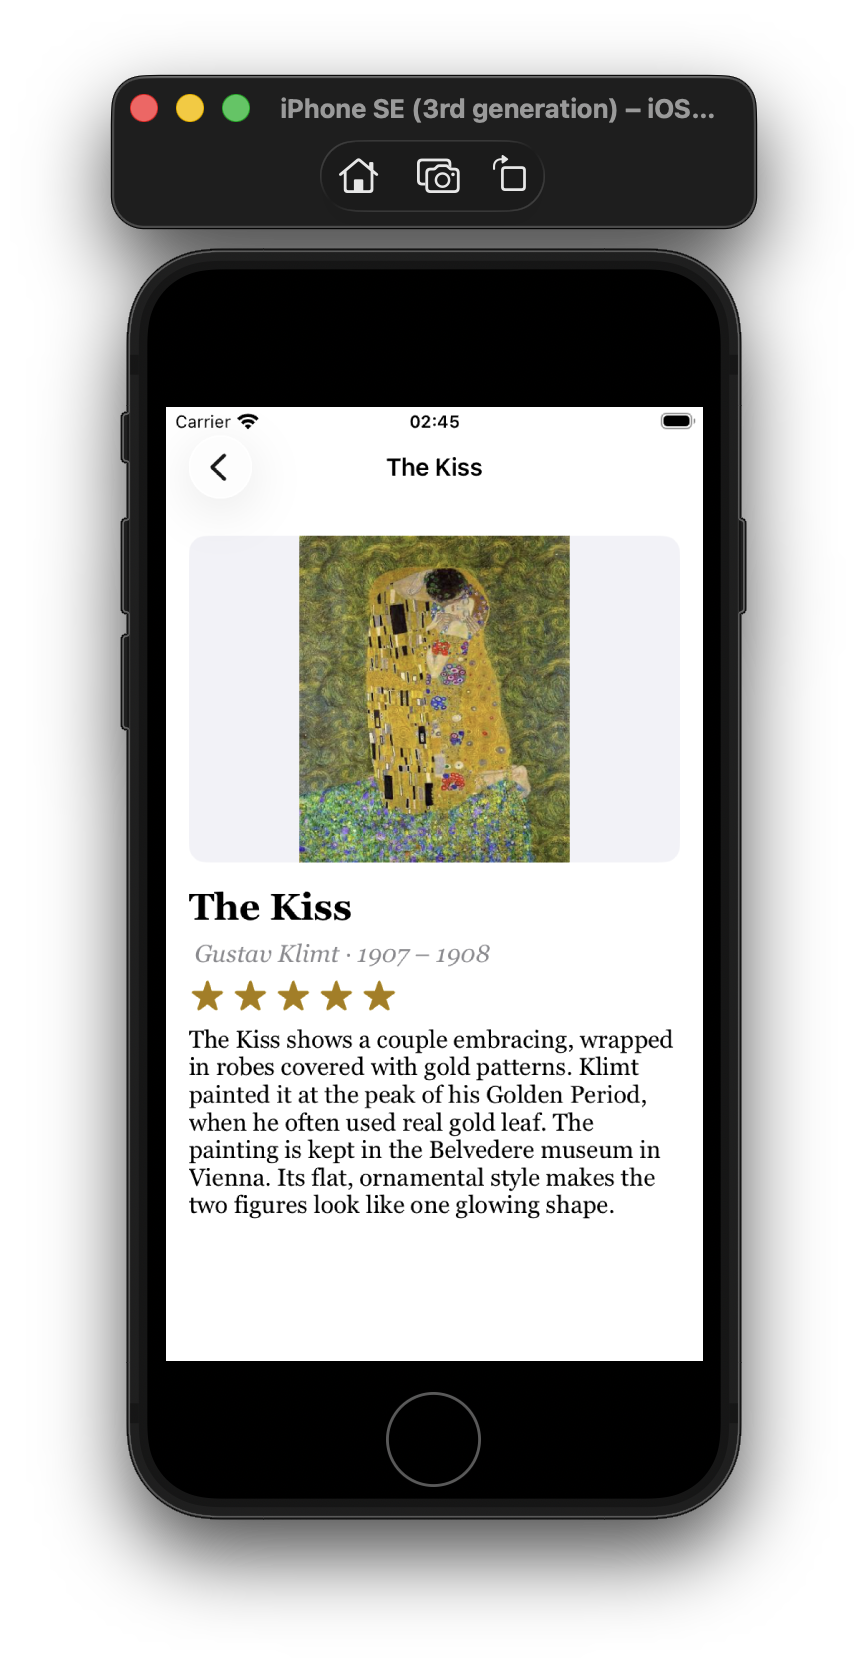 iPhone SE (3rd generation) – iOS...
Carrier
02:45
The Kiss
The Kiss
Gustav Klimt · 1907 – 1908
The Kiss shows a couple embracing, wrapped
in robes covered with gold patterns. Klimt
painted it at the peak of his Golden Period,
when he often used real gold leaf. The
painting is kept in the Belvedere museum in
Vienna. Its flat, ornamental style makes the
two figures look like one glowing shape.